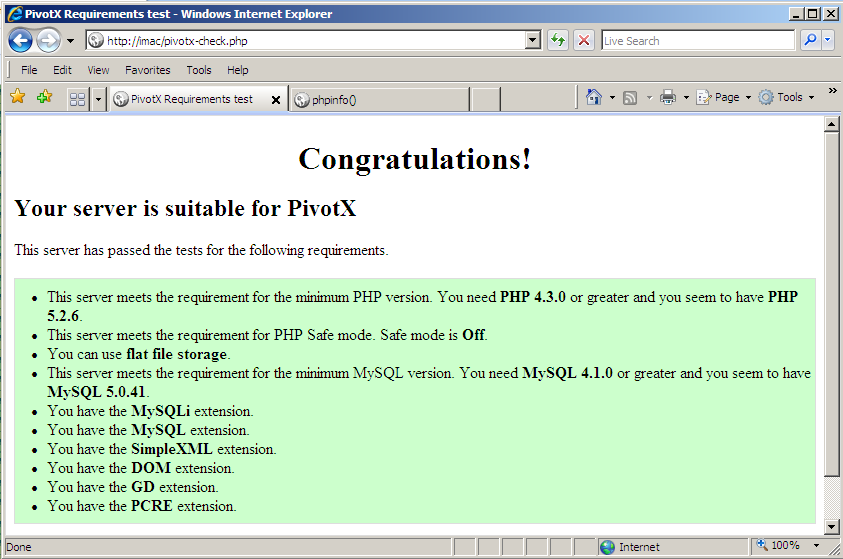 PivotX Requirements test - Windows Internet Explorer
http://imac/pivotx-check.php
Live Search
File Edit View Favorites Tools Help
PivotX Requirements test
phpinfo()
Page
Tools
Congratulations!
Your server is suitable for PivotX
This server has passed the tests for the following requirements.
• This server meets the requirement for the minimum PHP version. You need PHP 4.3.0 or greater and you seem to have PHP
5.2.6.
• This server meets the requirement for PHP Safe mode. Safe mode is Off.
• You can use flat file storage.
• This server meets the requirement for the minimum MySQL version. You need MySQL 4.1.0 or greater and you seem to have
MySQL 5.0.41.
• You have the MySQLi extension.
• You have the MySQL extension.
• You have the SimpleXML extension.
• You have the DOM extension.
• You have the GD extension.
• You have the PCRE extension.
Done
Internet
100%